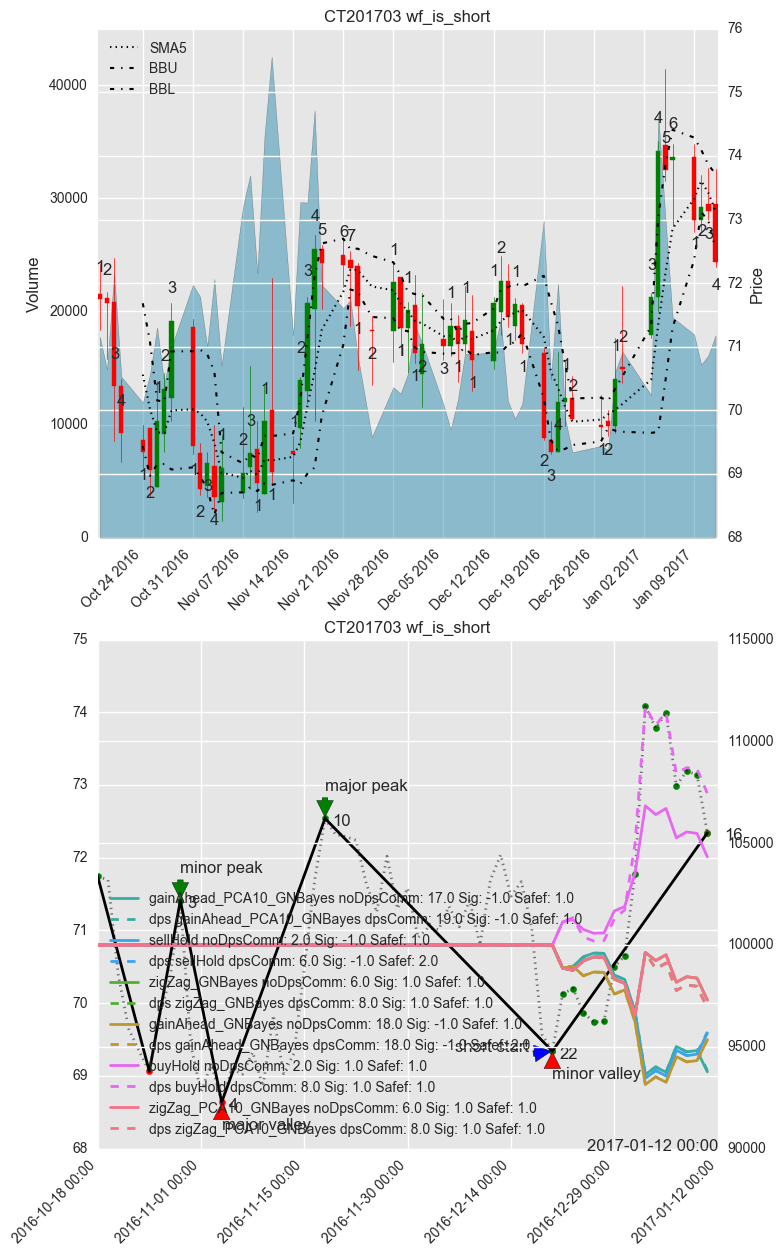 CT201703 wf_is_short
SMA5
BBU
BBL
Volume
Price
40000
30000
20000
10000
0
76
75
74
73
72
71
70
69
68
Oct 24 2016
Oct 31 2016
Nov 07 2016
Nov 14 2016
Nov 21 2016
Nov 28 2016
Dec 05 2016
Dec 12 2016
Dec 19 2016
Dec 26 2016
Jan 02 2017
Jan 09 2017
CT201703 wf_is_short
75
74
73
72
71
70
69
68
115000
110000
105000
100000
95000
90000
major peak
10
minor peak
3
16
gainAhead_PCA10_GNBayes noDpsComm: 17.0 Sig: -1.0 Safef: 1.0
dps gainAhead_PCA10_GNBayes dpsComm: 19.0 Sig: -1.0 Safef: 1.0
sellHold noDpsComm: 2.0 Sig: -1.0 Safef: 1.0
dps sellHold dpsComm: 6.0 Sig: -1.0 Safef: 2.0
zigZag_GNBayes noDpsComm: 6.0 Sig: 1.0 Safef: 1.0
dps zigZag_GNBayes dpsComm: 8.0 Sig: 1.0 Safef: 1.0
gainAhead_GNBayes noDpsComm: 18.0 Sig: -1.0 Safef: 1.0
dps gainAhead_GNBayes dpsComm: 18.0 Sig: -1.0 Safef: 2.0
short start
22
buyHold noDpsComm: 2.0 Sig: 1.0 Safef: 1.0
minor valley
dps buyHold dpsComm: 8.0 Sig: 1.0 Safef: 1.0
zigZag_PCA10_GNBayes noDpsComm: 6.0 Sig: 1.0 Safef: 1.0
4
major valley
dps zigZag_PCA10_GNBayes dpsComm: 8.0 Sig: 1.0 Safef: 1.0
2017-01-12 00:00
2016-10-18 00:00
2016-11-01 00:00
2016-11-15 00:00
2016-11-30 00:00
2016-12-14 00:00
2016-12-29 00:00
2017-01-12 00:00